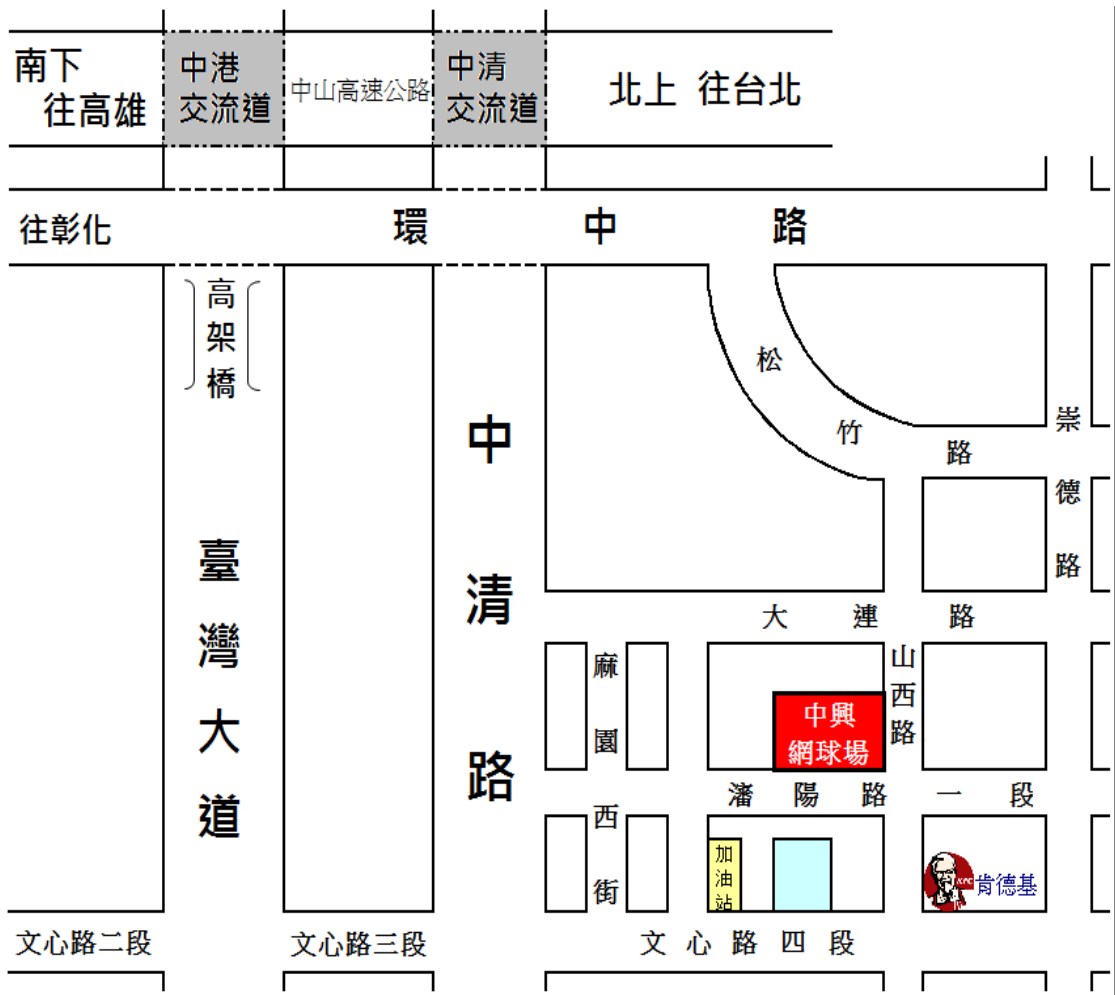 南下
往高雄
中港
交流道
中山高速公路
中清
交流道
北上 往台北
往彰化
環中路
高架橋
松竹路
崇德路
中清路
臺灣大道
大連路
麻園西街
山西路
中興
網球場
瀋陽路一段
加油站
KFC
肯德基
文心路二段
文心路三段
文心路四段